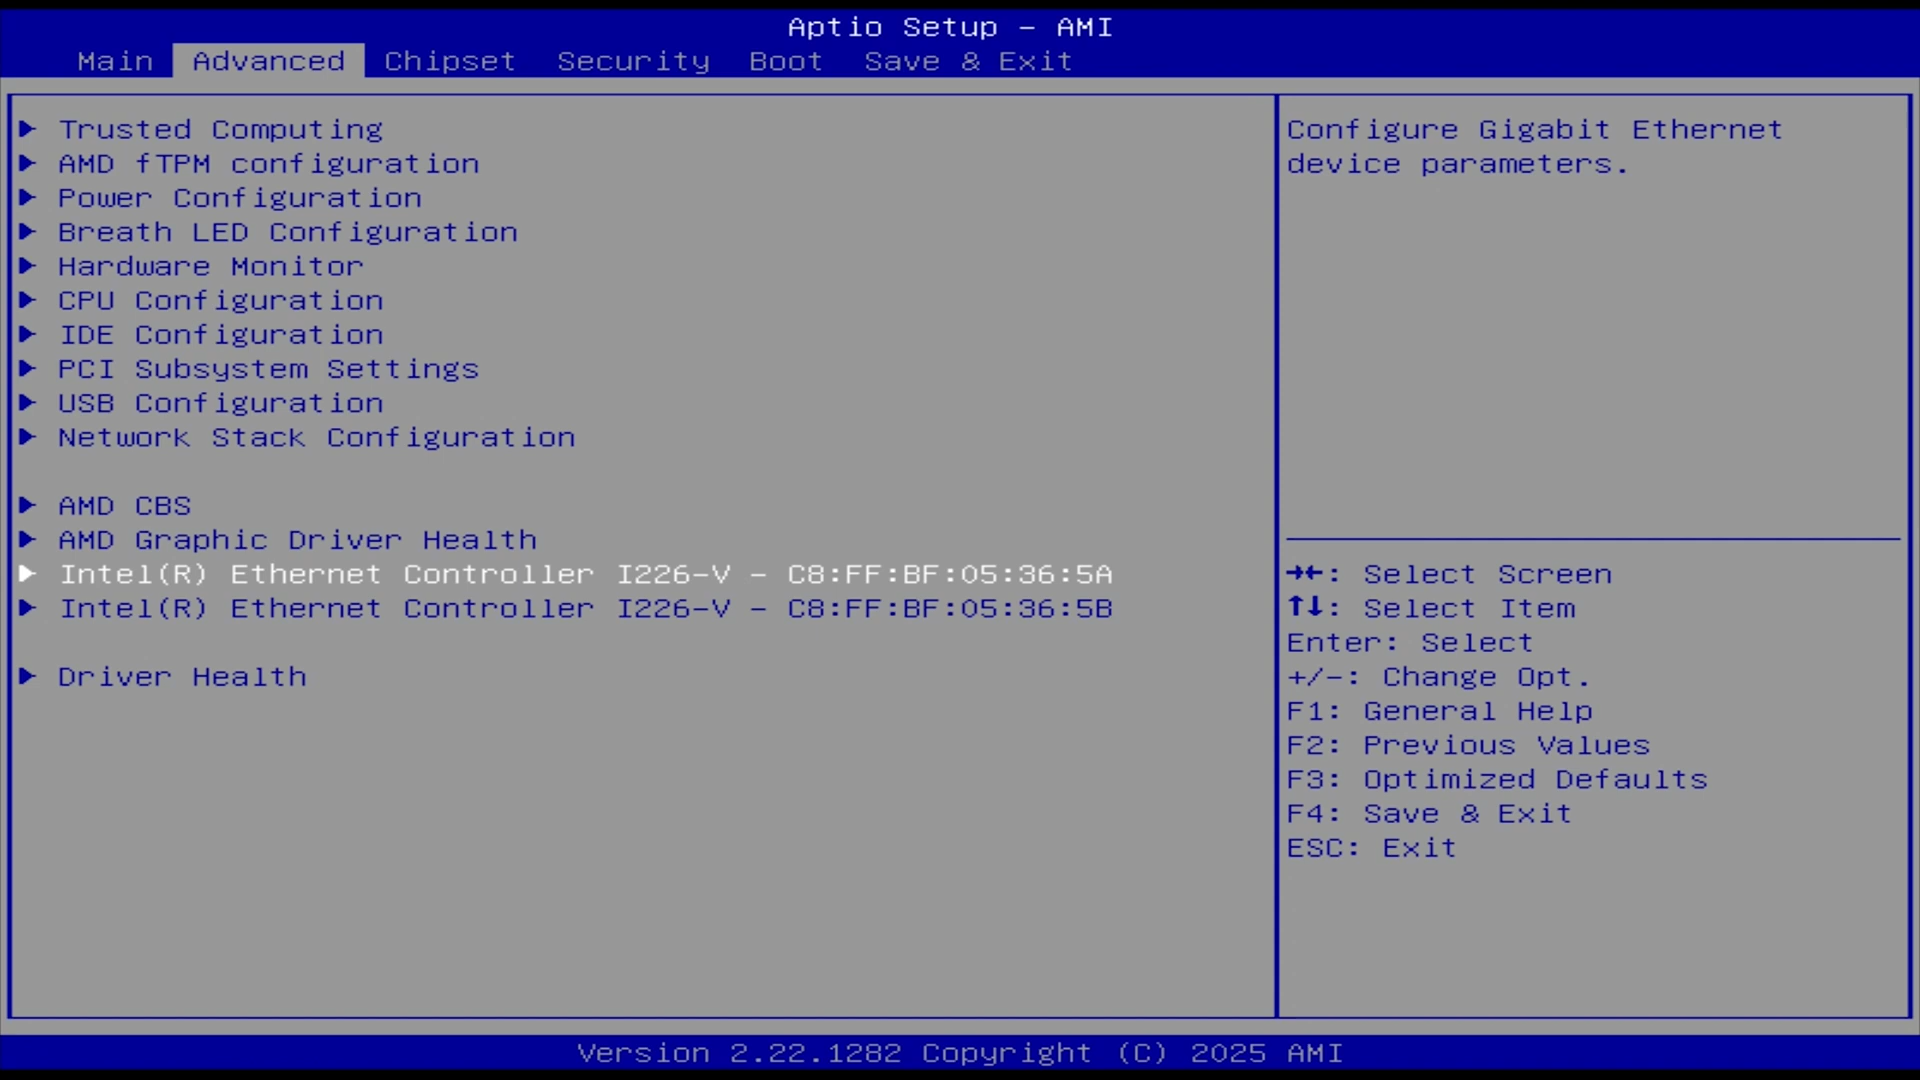 Aptio Setup – AMI
Main Advanced Chipset Security Boot Save & Exit
▶ Trusted Computing
▶ AMD fTPM configuration
▶ Power Configuration
▶ Breath LED Configuration
▶ Hardware Monitor
▶ CPU Configuration
▶ IDE Configuration
▶ PCI Subsystem Settings
▶ USB Configuration
▶ Network Stack Configuration
▶ AMD CBS
▶ AMD Graphic Driver Health
▶ Intel(R) Ethernet Controller I226-V - C8:FF:BF:05:36:5A
▶ Intel(R) Ethernet Controller I226-V - C8:FF:BF:05:36:5B
▶ Driver Health
Configure Gigabit Ethernet
device parameters.
→←: Select Screen
↑↓: Select Item
Enter: Select
+/-: Change Opt.
F1: General Help
F2: Previous Values
F3: Optimized Defaults
F4: Save & Exit
ESC: Exit
Version 2.22.1282 Copyright (C) 2025 AMI